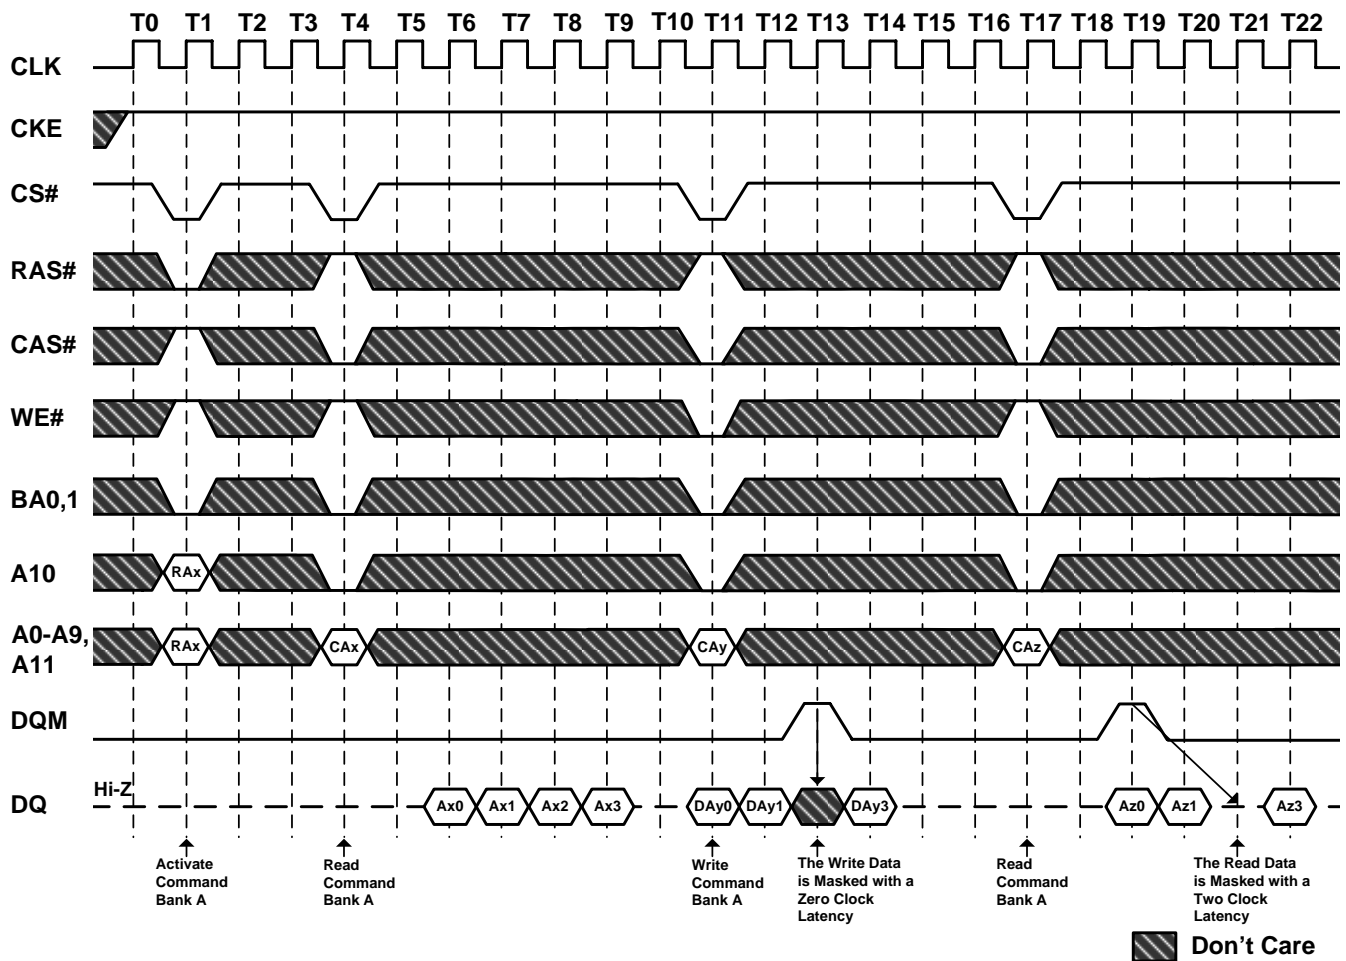 T0 T1 T2 T3 T4 T5 T6 T7 T8 T9 T10 T11 T12 T13 T14 T15 T16 T17 T18 T19 T20 T21 T22
CLK
CKE
CS#
RAS#
CAS#
WE#
BA0,1
A10 RAx
A0-A9,
A11
RAx CAx CAy CAz
DQM
DQ Hi-Z Ax0 Ax1 Ax2 Ax3 DAy0 DAy1 DAy3 Az0 Az1 Az3
Activate
Command
Bank A
Read
Command
Bank A
Write
Command
Bank A
The Write Data
is Masked with a
Zero Clock
Latency
Read
Command
Bank A
The Read Data
is Masked with a
Two Clock
Latency
Don't Care